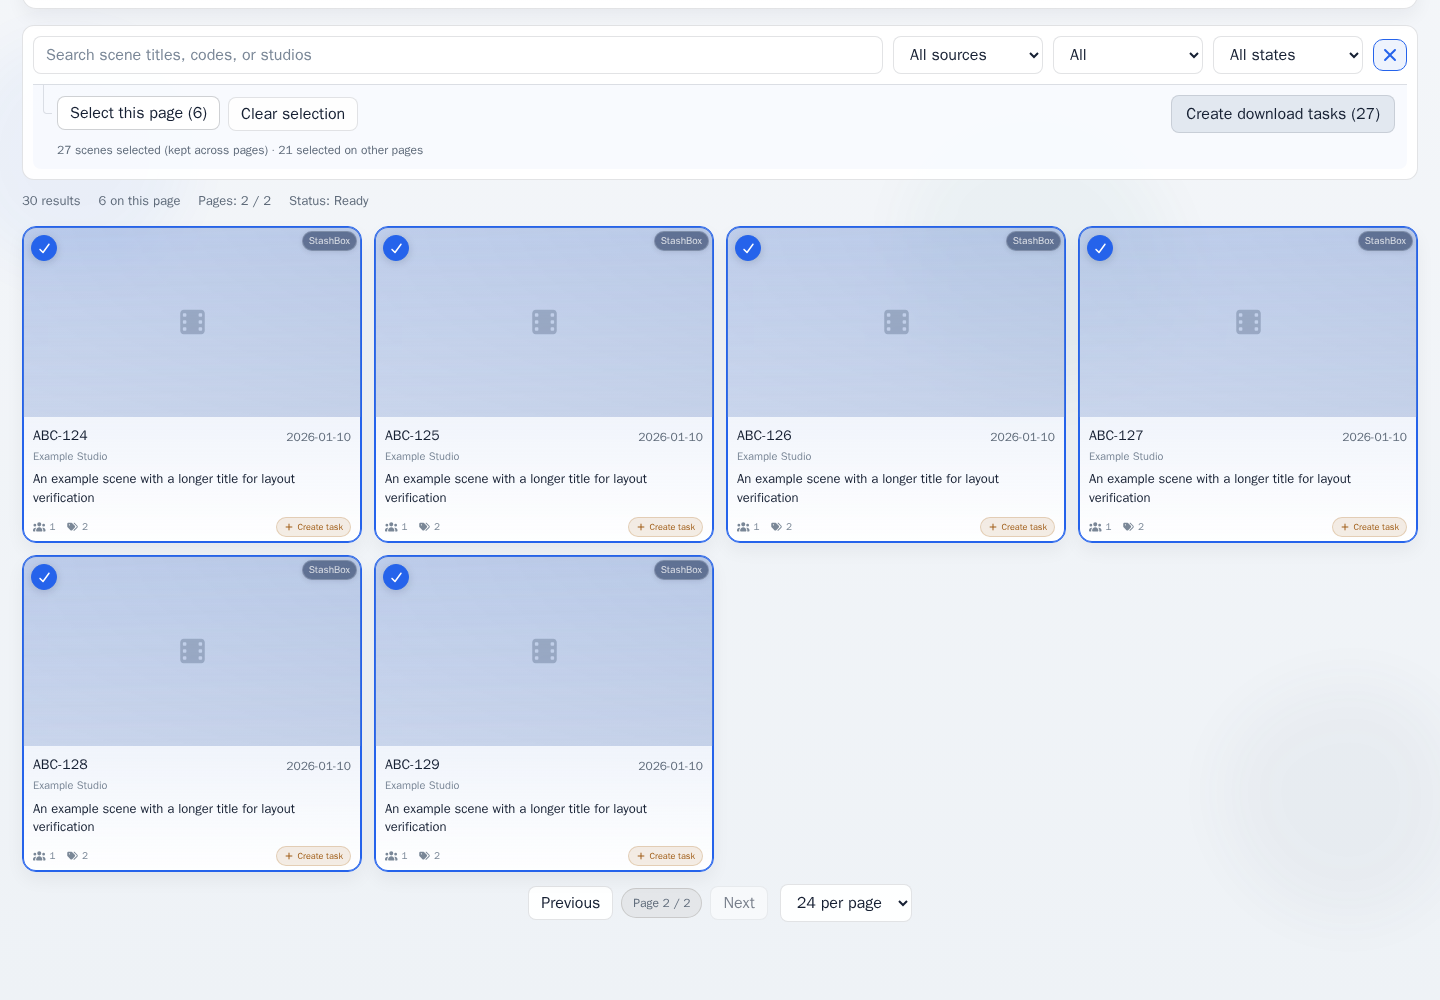 Search scene titles, codes, or studios
All sources
All
All states
Select this page (6)
Clear selection
Create download tasks (27)
27 scenes selected (kept across pages) · 21 selected on other pages
30 results
6 on this page
Pages: 2 / 2
Status: Ready
StashBox
ABC-124
2026-01-10
Example Studio
An example scene with a longer title for layout
verification
1
2
+ Create task
StashBox
ABC-125
2026-01-10
Example Studio
An example scene with a longer title for layout
verification
1
2
+ Create task
StashBox
ABC-126
2026-01-10
Example Studio
An example scene with a longer title for layout
verification
1
2
+ Create task
StashBox
ABC-127
2026-01-10
Example Studio
An example scene with a longer title for layout
verification
1
2
+ Create task
StashBox
ABC-128
2026-01-10
Example Studio
An example scene with a longer title for layout
verification
1
2
+ Create task
StashBox
ABC-129
2026-01-10
Example Studio
An example scene with a longer title for layout
verification
1
2
+ Create task
Previous
Page 2 / 2
Next
24 per page